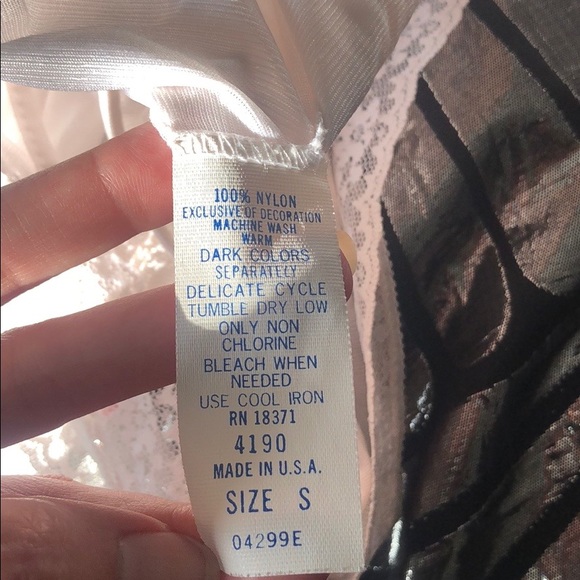 100% NYLON
EXCLUSIVE OF DECORATION
MACHINE WASH
WARM
DARK COLORS
SEPARATELY
DELICATE CYCLE
TUMBLE DRY LOW
ONLY NON
CHLORINE
BLEACH WHEN
NEEDED
USE COOL IRON
RN 18371
4190
MADE IN U.S.A.
SIZE S
04299E